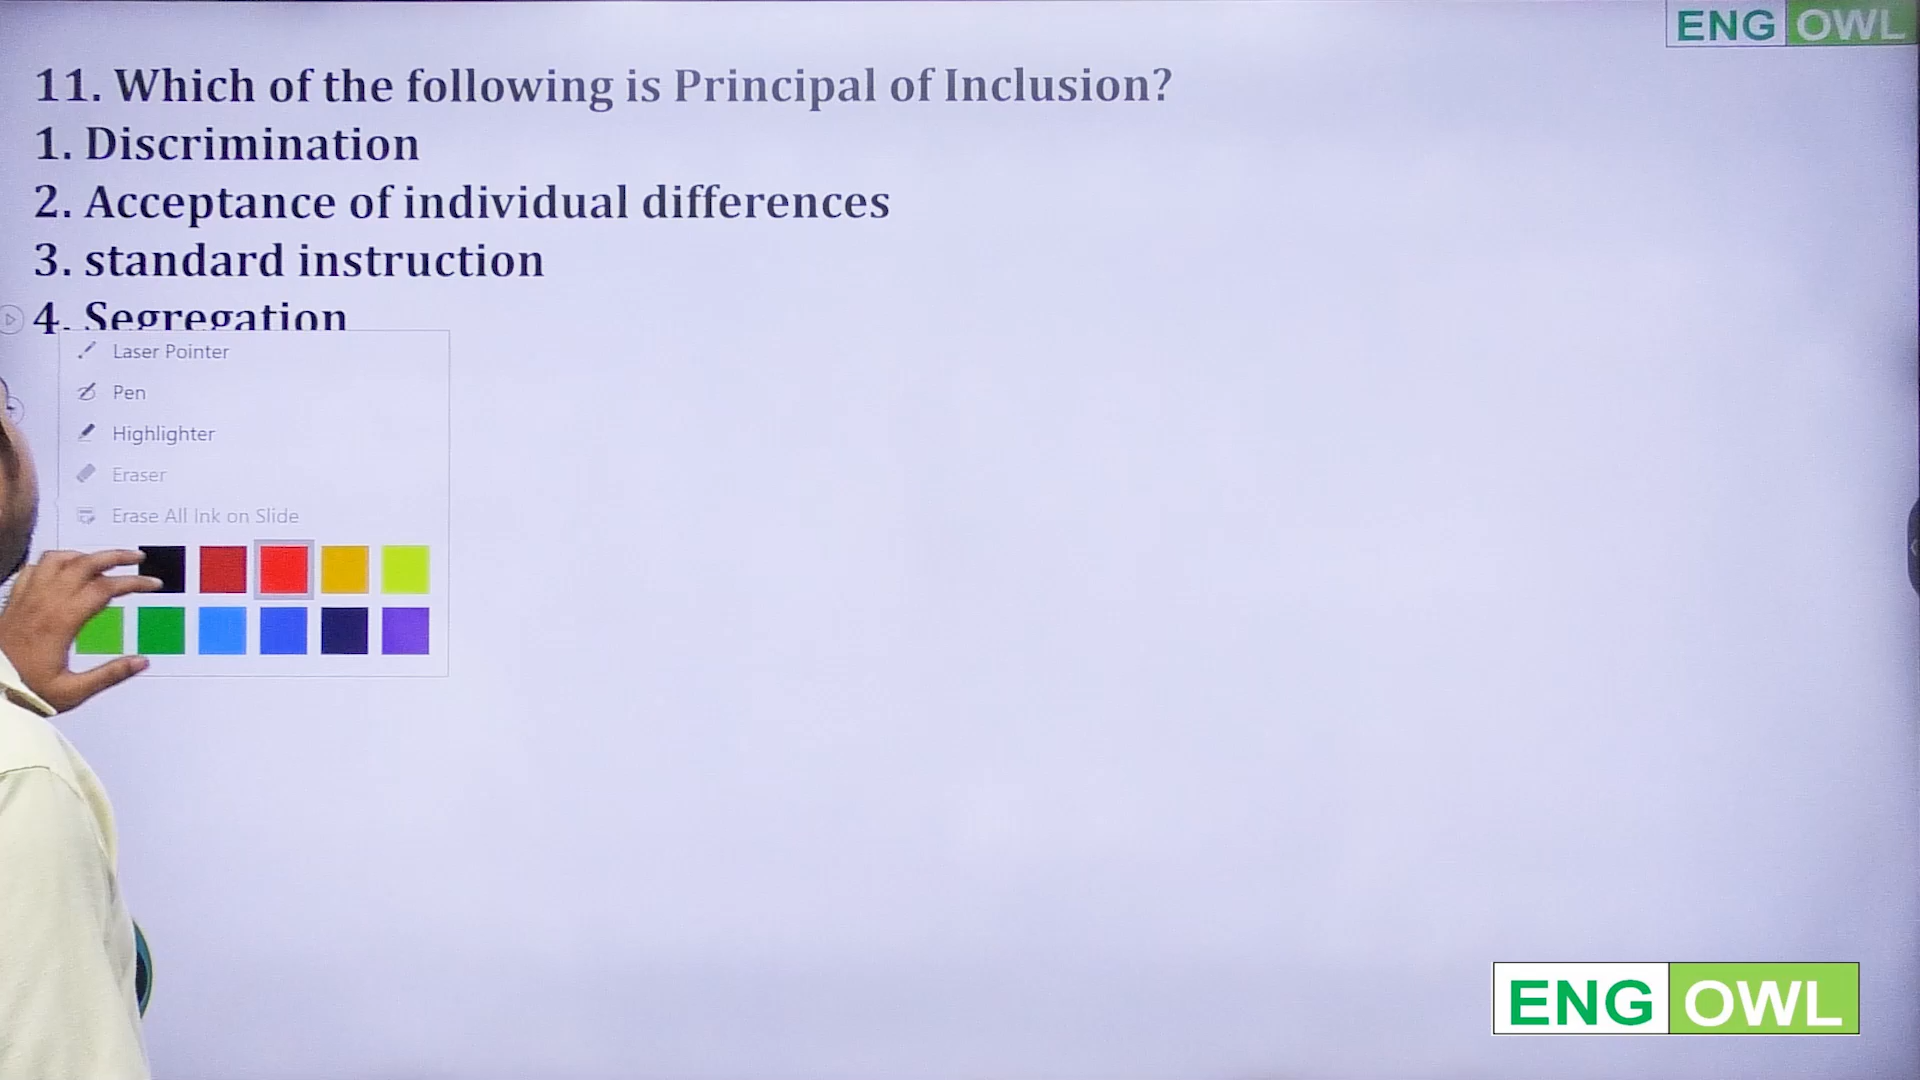 ENG OWL
11. Which of the following is Principal of Inclusion?
1. Discrimination
2. Acceptance of individual differences
3. standard instruction
4. Segregation
Laser Pointer
Pen
Highlighter
Eraser
Erase All Ink on Slide
ENG OWL